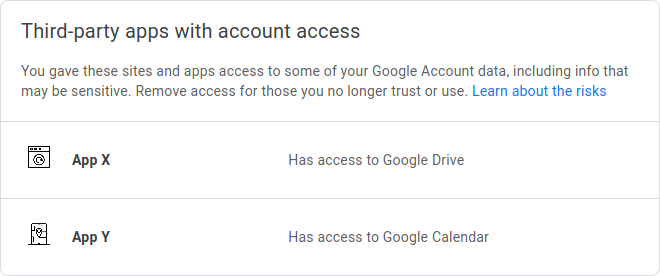 Third-party apps with account access
You gave these sites and apps access to some of your Google Account data, including info that
may be sensitive. Remove access for those you no longer trust or use. Learn about the risks
App X Has access to Google Drive
App Y Has access to Google Calendar